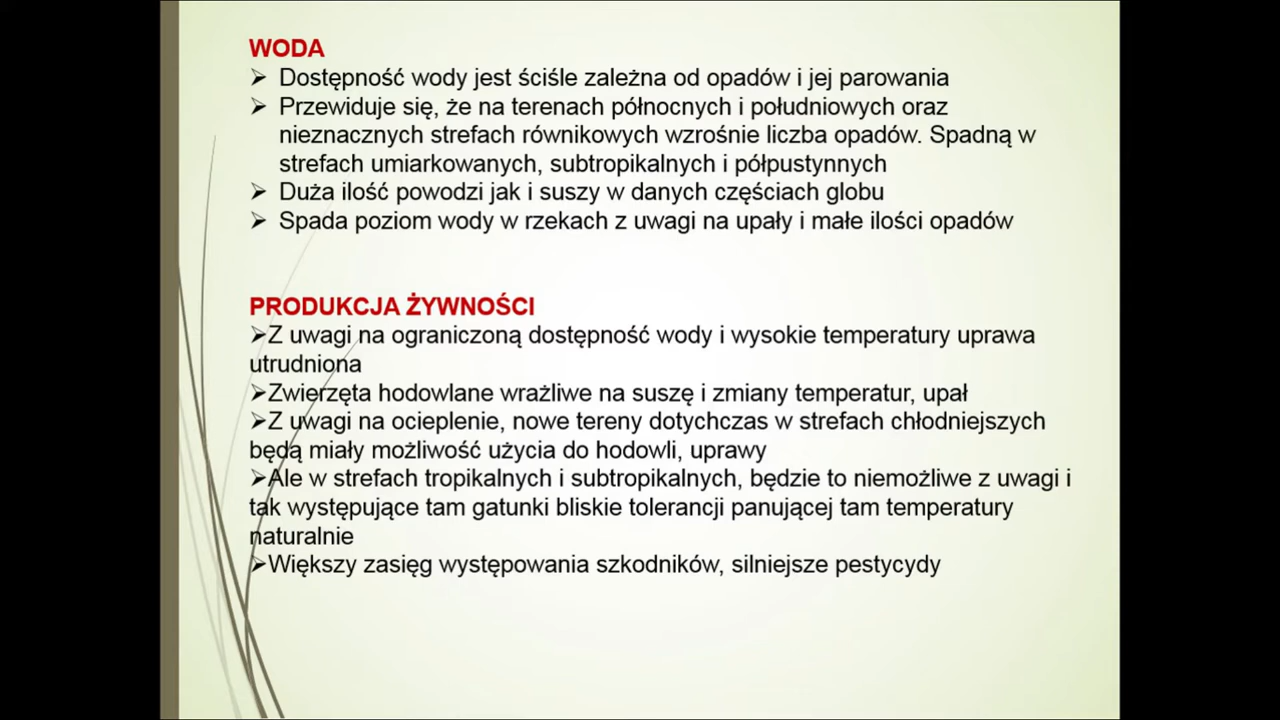 WODA
➢ Dostępność wody jest ściśle zależna od opadów i jej parowania
➢ Przewiduje się, że na terenach północnych i południowych oraz
nieznacznych strefach równikowych wzrośnie liczba opadów. Spadną w
strefach umiarkowanych, subtropikalnych i półpustynnych
➢ Duża ilość powodzi jak i suszy w danych częściach globu
➢ Spada poziom wody w rzekach z uwagi na upały i małe ilości opadów
PRODUKCJA ŻYWNOŚCI
➢Z uwagi na ograniczoną dostępność wody i wysokie temperatury uprawa
utrudniona
➢Zwierzęta hodowlane wrażliwe na suszę i zmiany temperatur, upał
➢Z uwagi na ocieplenie, nowe tereny dotychczas w strefach chłodniejszych
będą miały możliwość użycia do hodowli, uprawy
➢Ale w strefach tropikalnych i subtropikalnych, będzie to niemożliwe z uwagi i
tak występujące tam gatunki bliskie tolerancji panującej tam temperatury
naturalnie
➢Większy zasięg występowania szkodników, silniejsze pestycydy